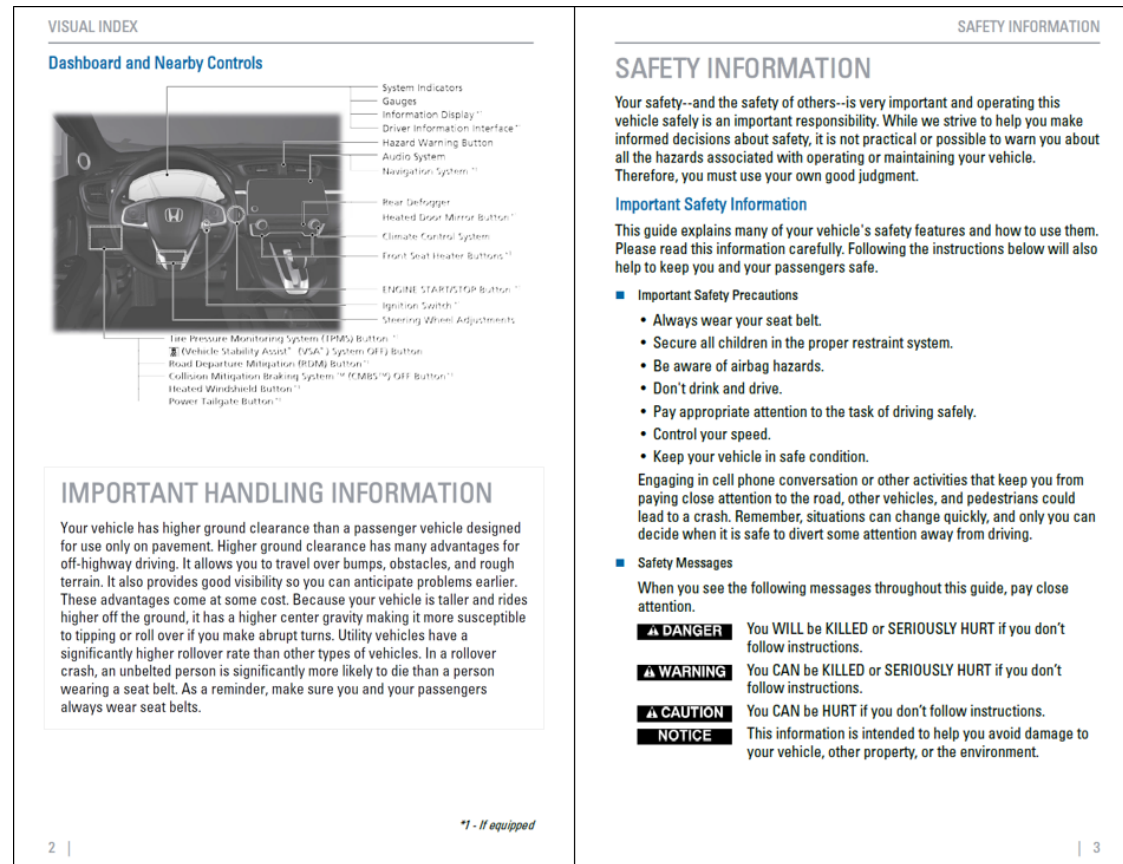 VISUAL INDEX
Dashboard and Nearby Controls
System Indicators
Gauges
Information Display*1
Driver Information Interface*1
Hazard Warning Button
Audio System
Navigation System *1
Rear Defogger
Heated Door Mirror Button*1
Climate Control System
Front Seat Heater Buttons *1
ENGINE START/STOP Button *1
Ignition Switch *1
Steering Wheel Adjustments
Tire Pressure Monitoring System (TPMS) Button *1
(Vehicle Stability Assist™ (VSA®) System OFF) Button
Road Departure Mitigation (RDM) Button*1
Collision Mitigation Braking System ™ (CMBS™) OFF Button*1
Heated Windshield Button *1
Power Tailgate Button *1
IMPORTANT HANDLING INFORMATION
Your vehicle has higher ground clearance than a passenger vehicle designed
for use only on pavement. Higher ground clearance has many advantages for
off-highway driving. It allows you to travel over bumps, obstacles, and rough
terrain. It also provides good visibility so you can anticipate problems earlier.
These advantages come at some cost. Because your vehicle is taller and rides
higher off the ground, it has a higher center gravity making it more susceptible
to tipping or roll over if you make abrupt turns. Utility vehicles have a
significantly higher rollover rate than other types of vehicles. In a rollover
crash, an unbelted person is significantly more likely to die than a person
wearing a seat belt. As a reminder, make sure you and your passengers
always wear seat belts.
*1 - If equipped
2 |
SAFETY INFORMATION
SAFETY INFORMATION
Your safety--and the safety of others--is very important and operating this
vehicle safely is an important responsibility. While we strive to help you make
informed decisions about safety, it is not practical or possible to warn you about
all the hazards associated with operating or maintaining your vehicle.
Therefore, you must use your own good judgment.
Important Safety Information
This guide explains many of your vehicle's safety features and how to use them.
Please read this information carefully. Following the instructions below will also
help to keep you and your passengers safe.
■ Important Safety Precautions
• Always wear your seat belt.
• Secure all children in the proper restraint system.
• Be aware of airbag hazards.
• Don't drink and drive.
• Pay appropriate attention to the task of driving safely.
• Control your speed.
• Keep your vehicle in safe condition.
Engaging in cell phone conversation or other activities that keep you from
paying close attention to the road, other vehicles, and pedestrians could
lead to a crash. Remember, situations can change quickly, and only you can
decide when it is safe to divert some attention away from driving.
■ Safety Messages
When you see the following messages throughout this guide, pay close
attention.
DANGER You WILL be KILLED or SERIOUSLY HURT if you don't
follow instructions.
WARNING You CAN be KILLED or SERIOUSLY HURT if you don't
follow instructions.
CAUTION You CAN be HURT if you don't follow instructions.
NOTICE This information is intended to help you avoid damage to
your vehicle, other property, or the environment.
| 3